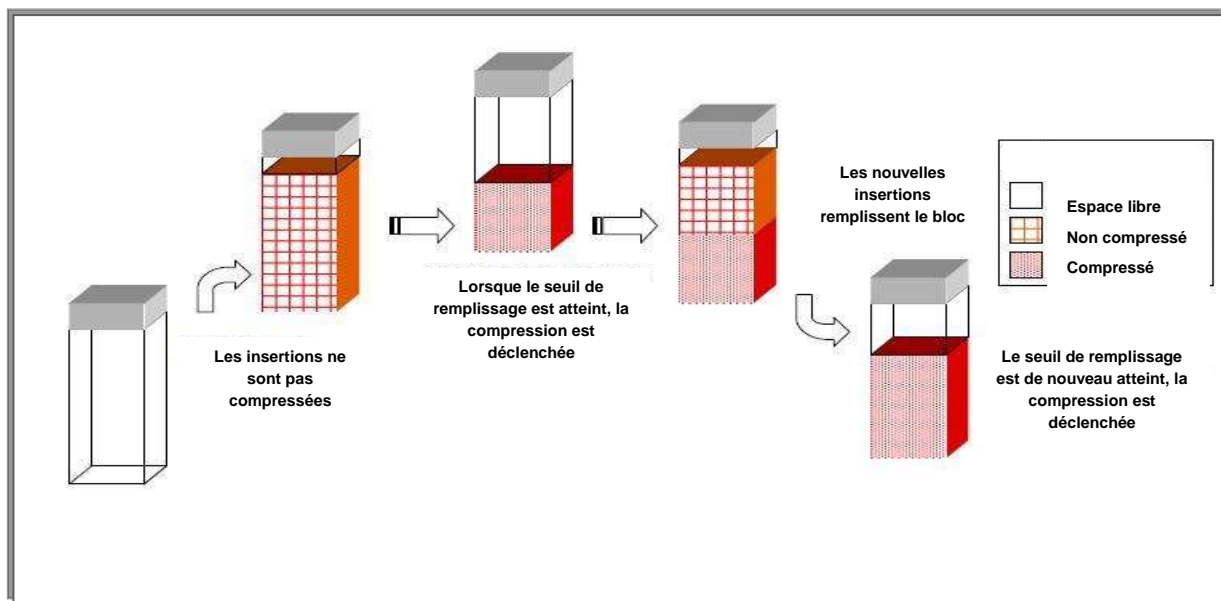 Les insertions ne
sont pas
compressées
Lorsque le seuil de
remplissage est atteint, la
compression est
déclenchée
Les nouvelles
insertions
remplissent le bloc
Le seuil de remplissage
est de nouveau atteint, la
compression est
déclenchée
Espace libre
Non compressé
Compressé